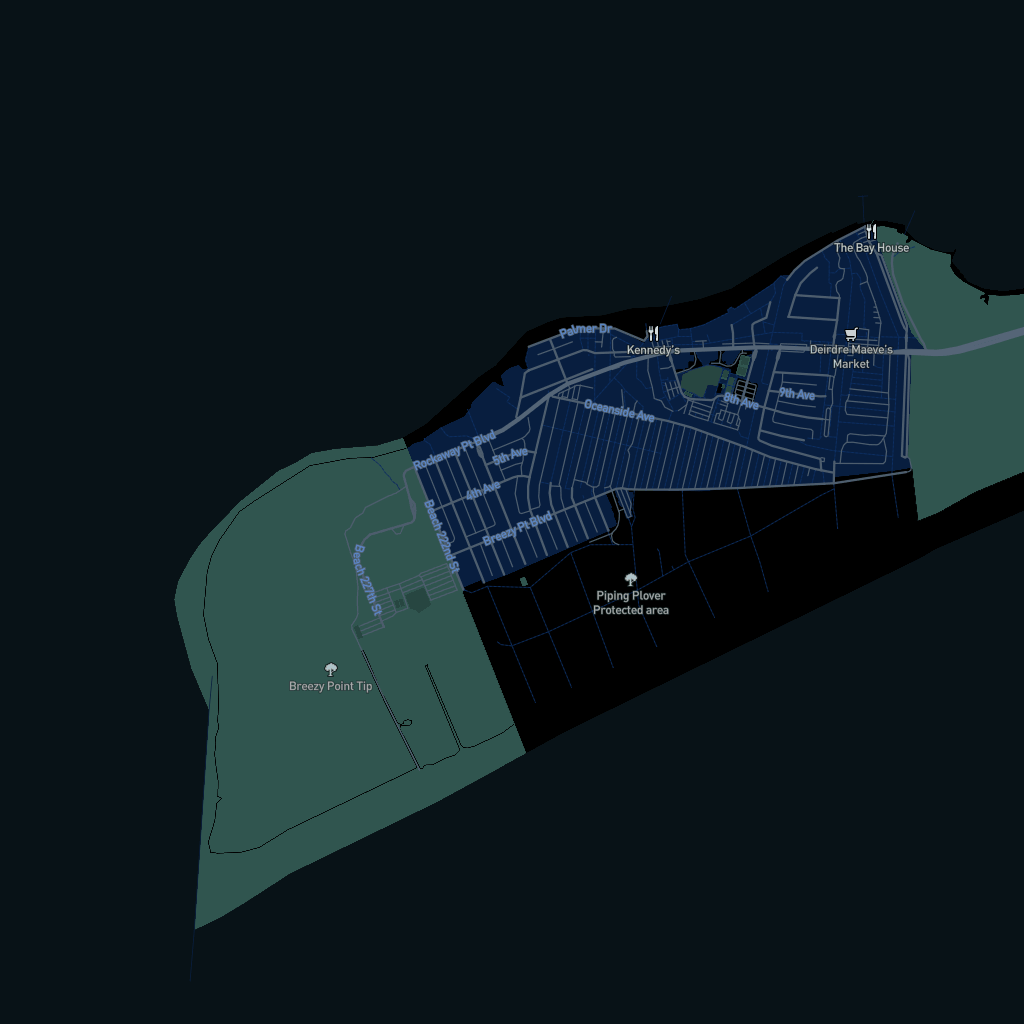 The Bay House
Palmer Dr
Kennedy's
Deirdre Maeve's
Market
9th Ave
8th Ave
Oceanside Ave
Rockaway Pt Blvd
5th Ave
4th Ave
Beach 222nd St
Breezy Pt Blvd
Beach 227th St
Piping Plover
Protected area
Breezy Point Tip